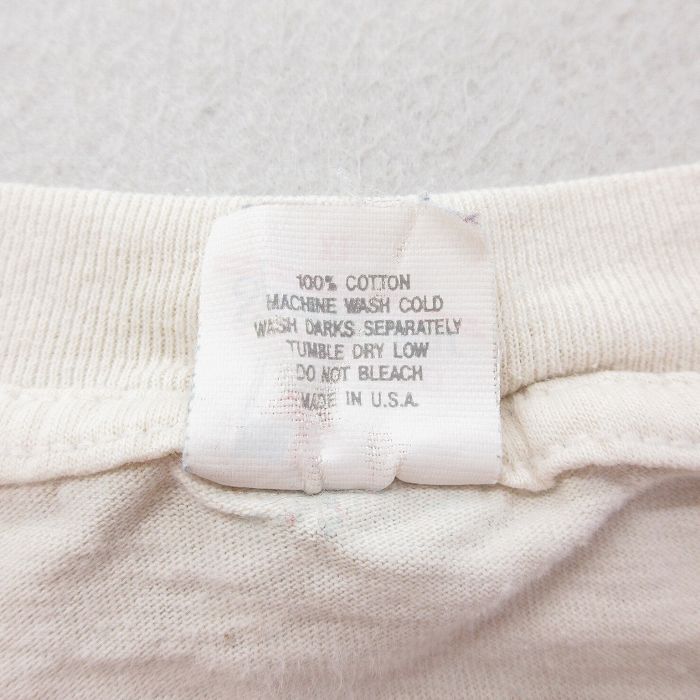 100% COTTON
MACHINE WASH COLD
WASH DARKS SEPARATELY
TUMBLE DRY LOW
DO NOT BLEACH
MADE IN U.S.A.